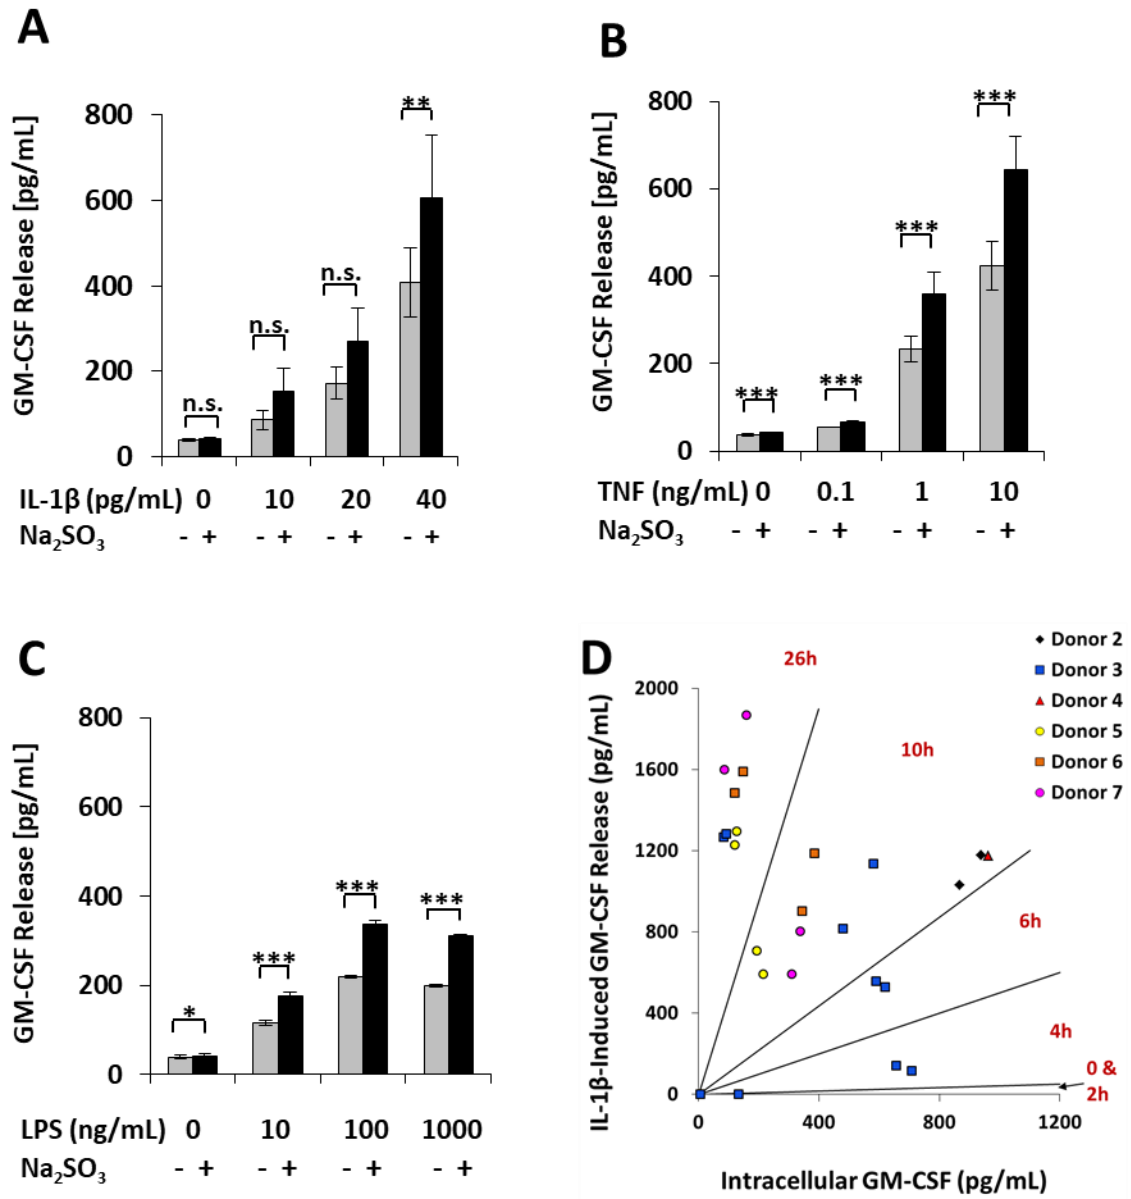 A
GM-CSF Release [pg/mL]
800
600
400
200
0
n.s.
n.s.
n.s.
**
IL-1β (pg/mL) 0 10 20 40
Na₂SO₃ - + - + - + - +
B
GM-CSF Release [pg/mL]
800
600
400
200
0
***
***
***
***
TNF (ng/mL) 0 0.1 1 10
Na₂SO₃ - + - + - + - +
C
GM-CSF Release [pg/mL]
800
600
400
200
0
*
***
***
***
LPS (ng/mL) 0 10 100 1000
Na₂SO₃ - + - + - + - +
D
IL-1β-Induced GM-CSF Release (pg/mL)
2000
1600
1200
800
400
0
26h
10h
6h
4h
0 &
2h
Donor 2
Donor 3
Donor 4
Donor 5
Donor 6
Donor 7
0 400 800 1200
Intracellular GM-CSF (pg/mL)